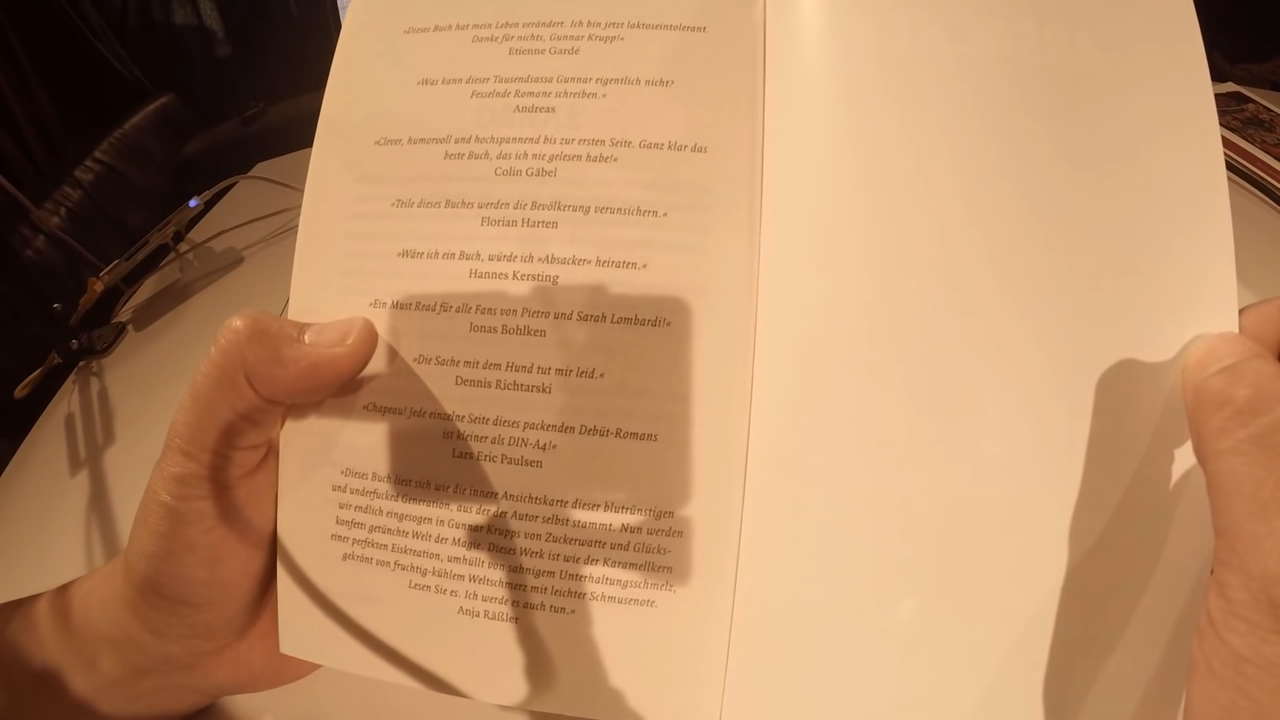 »Dieses Buch hat mein Leben verändert. Ich bin jetzt laktoseintolerant.
Danke für nichts, Gunnar Krupp!«
Etienne Gardé
»Was kann dieser Tausendsassa Gunnar eigentlich nicht?
Fesselnde Romane schreiben.«
Andreas
»Clever, humorvoll und hochspannend bis zur ersten Seite. Ganz klar das
beste Buch, das ich nie gelesen habe!«
Colin Gäbel
»Teile dieses Buches werden die Bevölkerung verunsichern.«
Florian Harten
»Wäre ich ein Buch, würde ich »Absacker« heiraten.«
Hannes Kersting
»Ein Must Read für alle Fans von Pietro und Sarah Lombardi!«
Jonas Bohlken
»Die Sache mit dem Hund tut mir leid.«
Dennis Richtarski
»Chapeau! Jede einzelne Seite dieses packenden Debüt-Romans
ist kleiner als DIN-A4!«
Lars Eric Paulsen
»Dieses Buch liest sich wie die innere Ansichtskarte dieser blutrünstigen
und underfucked Generation, aus der der Autor selbst stammt. Nun werden
wir endlich eingesogen in Gunnar Krupps von Zuckerwatte und Glücks-
konfetti getünchte Welt der Magie. Dieses Werk ist wie der Karamellkern
einer perfekten Eiskreation, umhüllt von sahnigem Unterhaltungsschmelz,
gekrönt von fruchtig-kühlem Weltschmerz mit leichter Schmusenote.
Lesen Sie es. Ich werde es auch tun.«
Anja Räßler